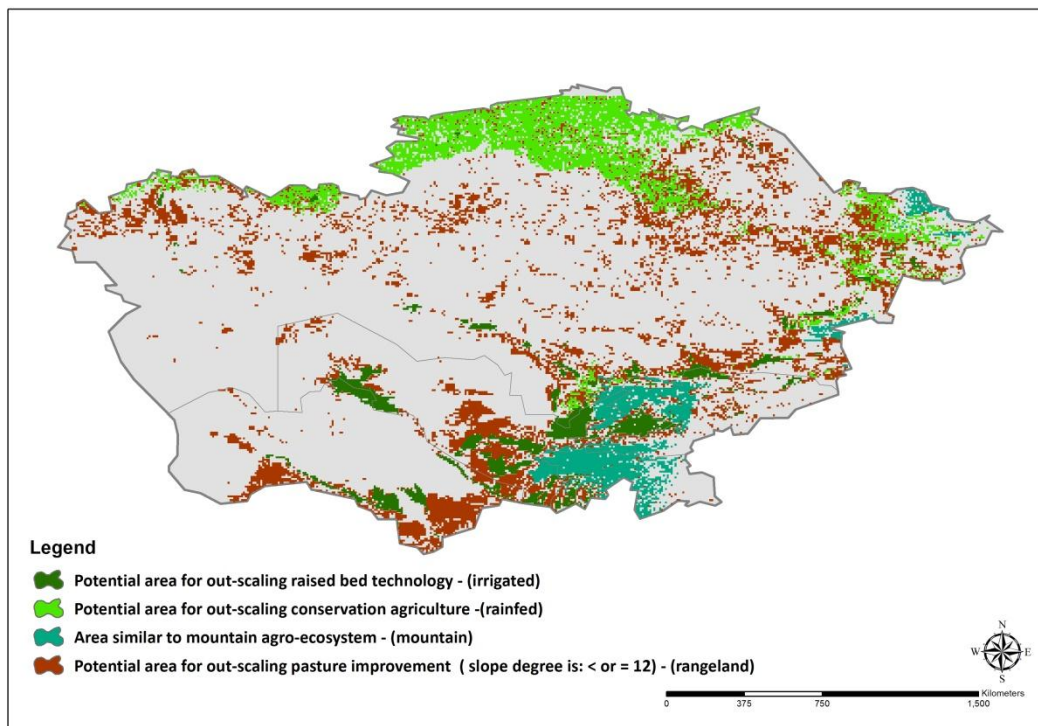 Legend
Potential area for out-scaling raised bed technology - (irrigated)
Potential area for out-scaling conservation agriculture -(rainfed)
Area similar to mountain agro-ecosystem - (mountain)
Potential area for out-scaling pasture improvement ( slope degree is: < or = 12) - (rangeland)
N
W E
S
Kilometers
0 375 750 1,500